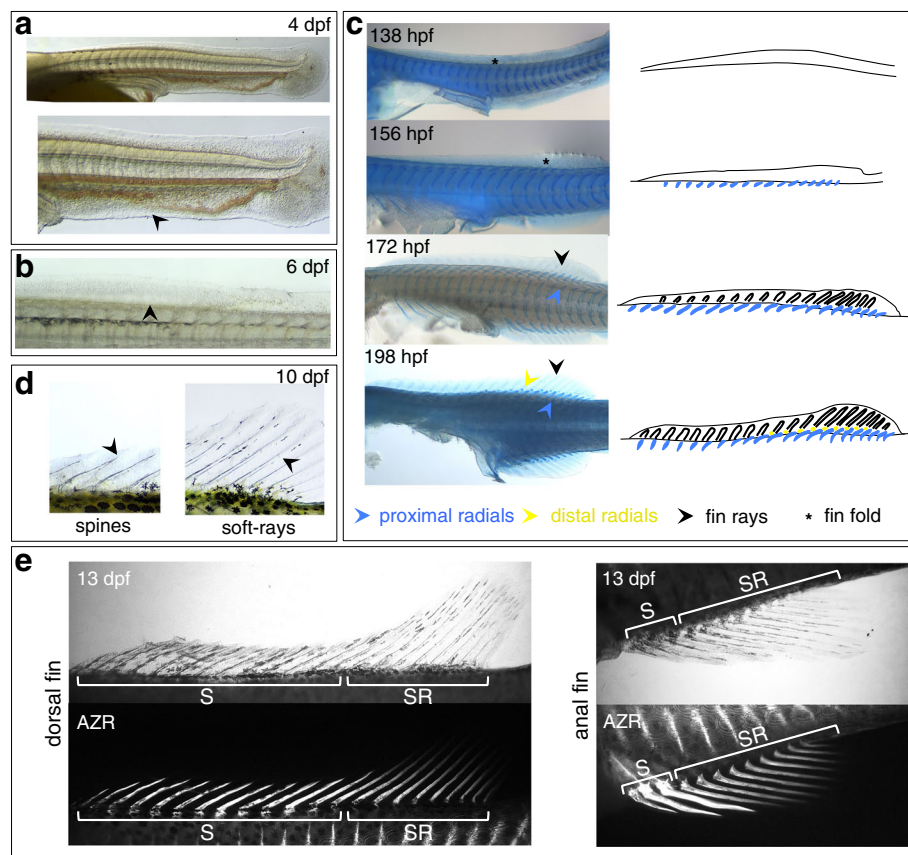 a
4 dpf
b
6 dpf
d
10 dpf
spines
soft-rays
c
138 hpf
*
156 hpf
*
172 hpf
198 hpf
proximal radials
distal radials
fin rays
* fin fold
e
dorsal fin
13 dpf
S
SR
AZR
S
SR
anal fin
13 dpf
S
SR
AZR
S
SR